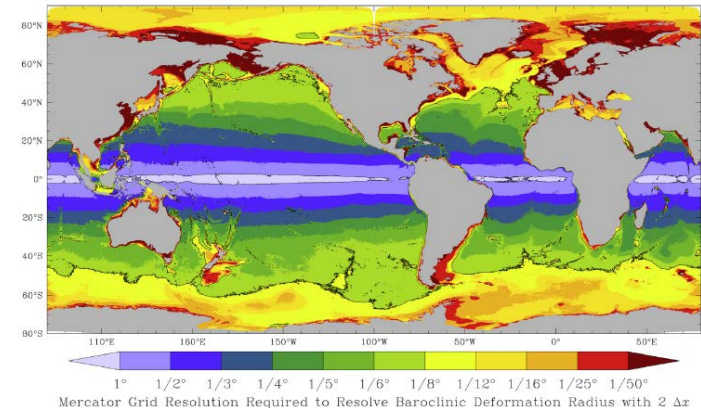 80°N
60°N
40°N
20°N
0°
20°S
40°S
60°S
80°S
110°E 160°E 150°W 100°W 50°W 0° 50°E
1° 1/2° 1/3° 1/4° 1/5° 1/6° 1/8° 1/12° 1/16° 1/25° 1/50°
Mercator Grid Resolution Required to Resolve Baroclinic Deformation Radius with 2 Δx